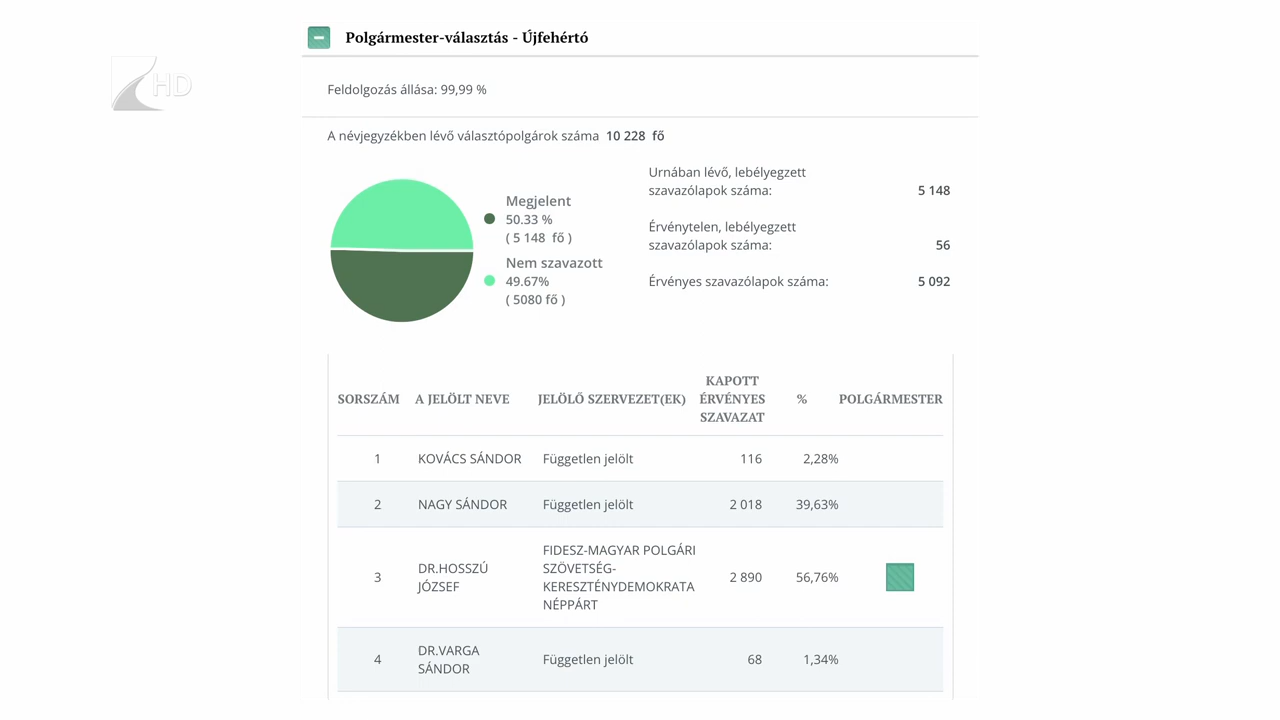 Polgármester-választás - Újfehértó
HD
Feldolgozás állása: 99,99 %
A névjegyzékben lévő választópolgárok száma 10 228 fő
Megjelent
50.33 %
( 5 148 fő )
Nem szavazott
49.67%
( 5080 fő )
Urnában lévő, lebélyegzett
szavazólapok száma: 5 148
Érvénytelen, lebélyegzett
szavazólapok száma: 56
Érvényes szavazólapok száma: 5 092
SORSZÁM A JELÖLT NEVE JELÖLŐ SZERVEZET(EK) KAPOTT ÉRVÉNYES SZAVAZAT % POLGÁRMESTER
1 KOVÁCS SÁNDOR Független jelölt 116 2,28%
2 NAGY SÁNDOR Független jelölt 2 018 39,63%
3 DR.HOSSZÚ JÓZSEF FIDESZ-MAGYAR POLGÁRI SZÖVETSÉG-KERESZTÉNYDEMOKRATA NÉPPÁRT 2 890 56,76%
4 DR.VARGA SÁNDOR Független jelölt 68 1,34%